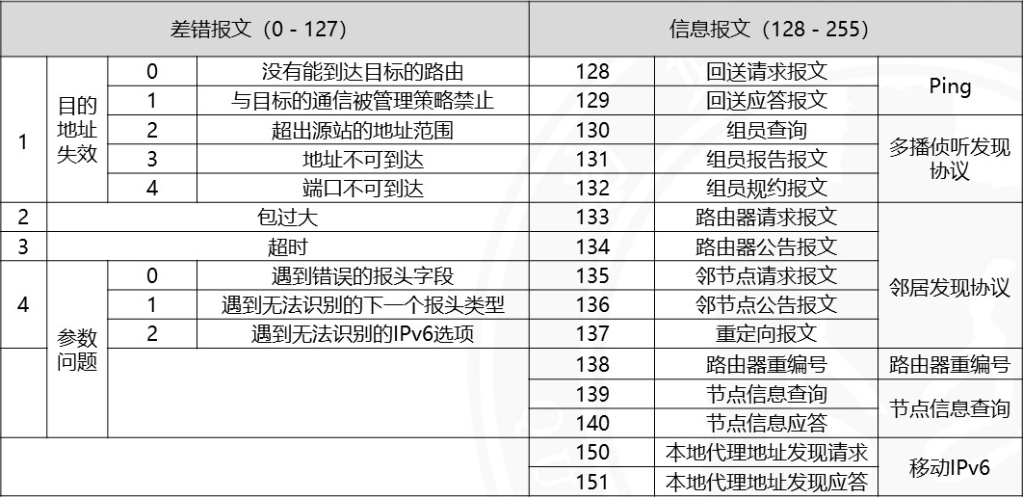 差错报文（0 - 127） 信息报文（128 - 255）
1 目的地址失效 0 没有能到达目标的路由 128 回送请求报文 Ping
1 与目标的通信被管理策略禁止 129 回送应答报文
2 超出源站的地址范围 130 组员查询 多播侦听发现协议
3 地址不可到达 131 组员报告报文
4 端口不可到达 132 组员规约报文
2 包过大 133 路由器请求报文 邻居发现协议
3 超时 134 路由器公告报文
4 参数问题 0 遇到错误的报头字段 135 邻节点请求报文
1 遇到无法识别的下一个报头类型 136 邻节点公告报文
2 遇到无法识别的IPv6选项 137 重定向报文
138 路由器重编号 路由器重编号
139 节点信息查询 节点信息查询
140 节点信息应答
150 本地代理地址发现请求 移动IPv6
151 本地代理地址发现应答